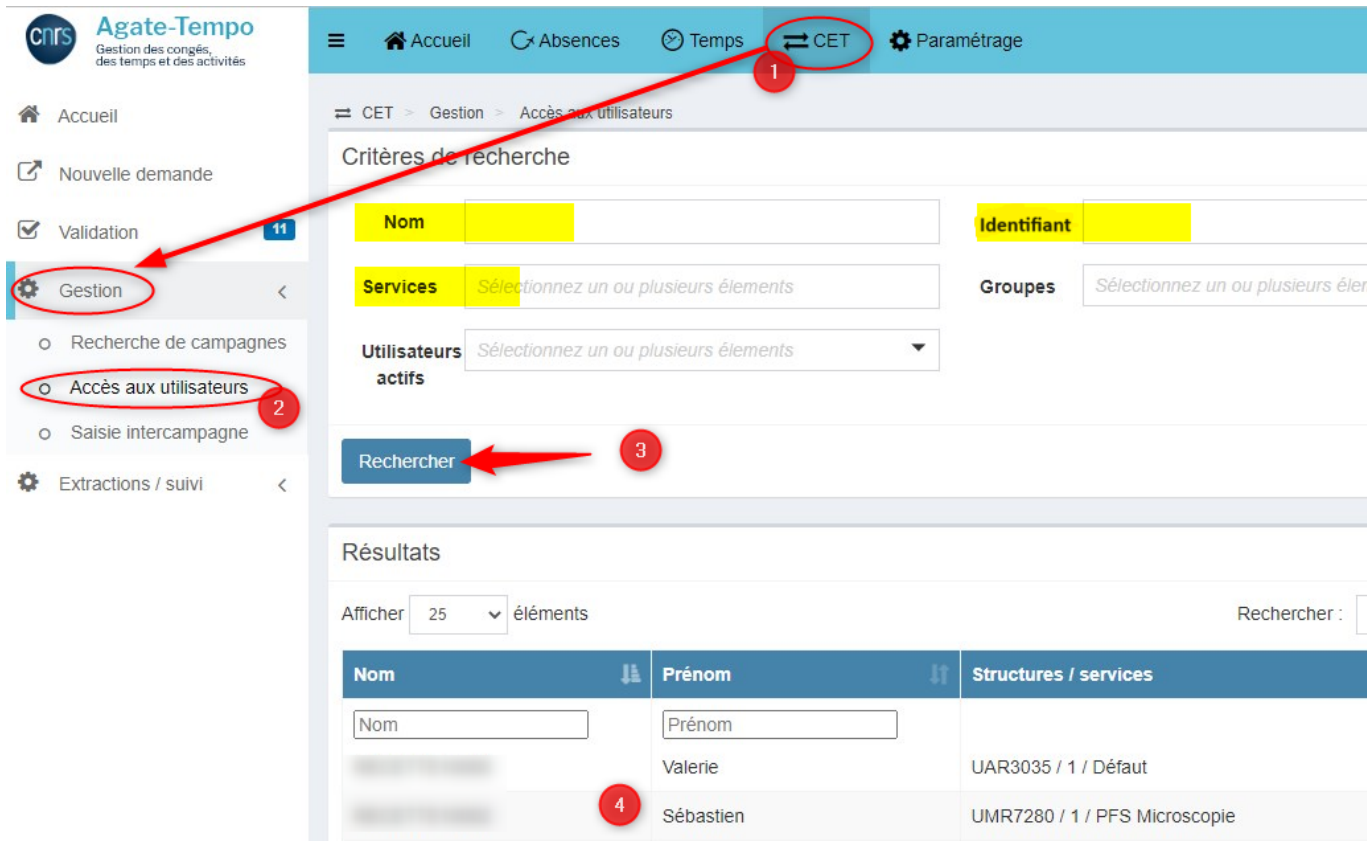 cnrs
Agate-Tempo
Gestion des congés,
des temps et des activités
Accueil Absences Temps CET Paramétrage
1
Accueil
Nouvelle demande
Validation 11
Gestion
Recherche de campagnes
Accès aux utilisateurs
2
Saisie intercampagne
Extractions / suivi
CET > Gestion > Accès aux utilisateurs
Critères de recherche
Nom Identifiant
Services Sélectionnez un ou plusieurs élements Groupes Sélectionnez un ou plusieurs éler
Utilisateurs actifs Sélectionnez un ou plusieurs élements
Rechercher
3
Résultats
Afficher 25 éléments Rechercher :
Nom Prénom Structures / services
Nom Prénom
Valerie UAR3035 / 1 / Défaut
4
Sébastien UMR7280 / 1 / PFS Microscopie